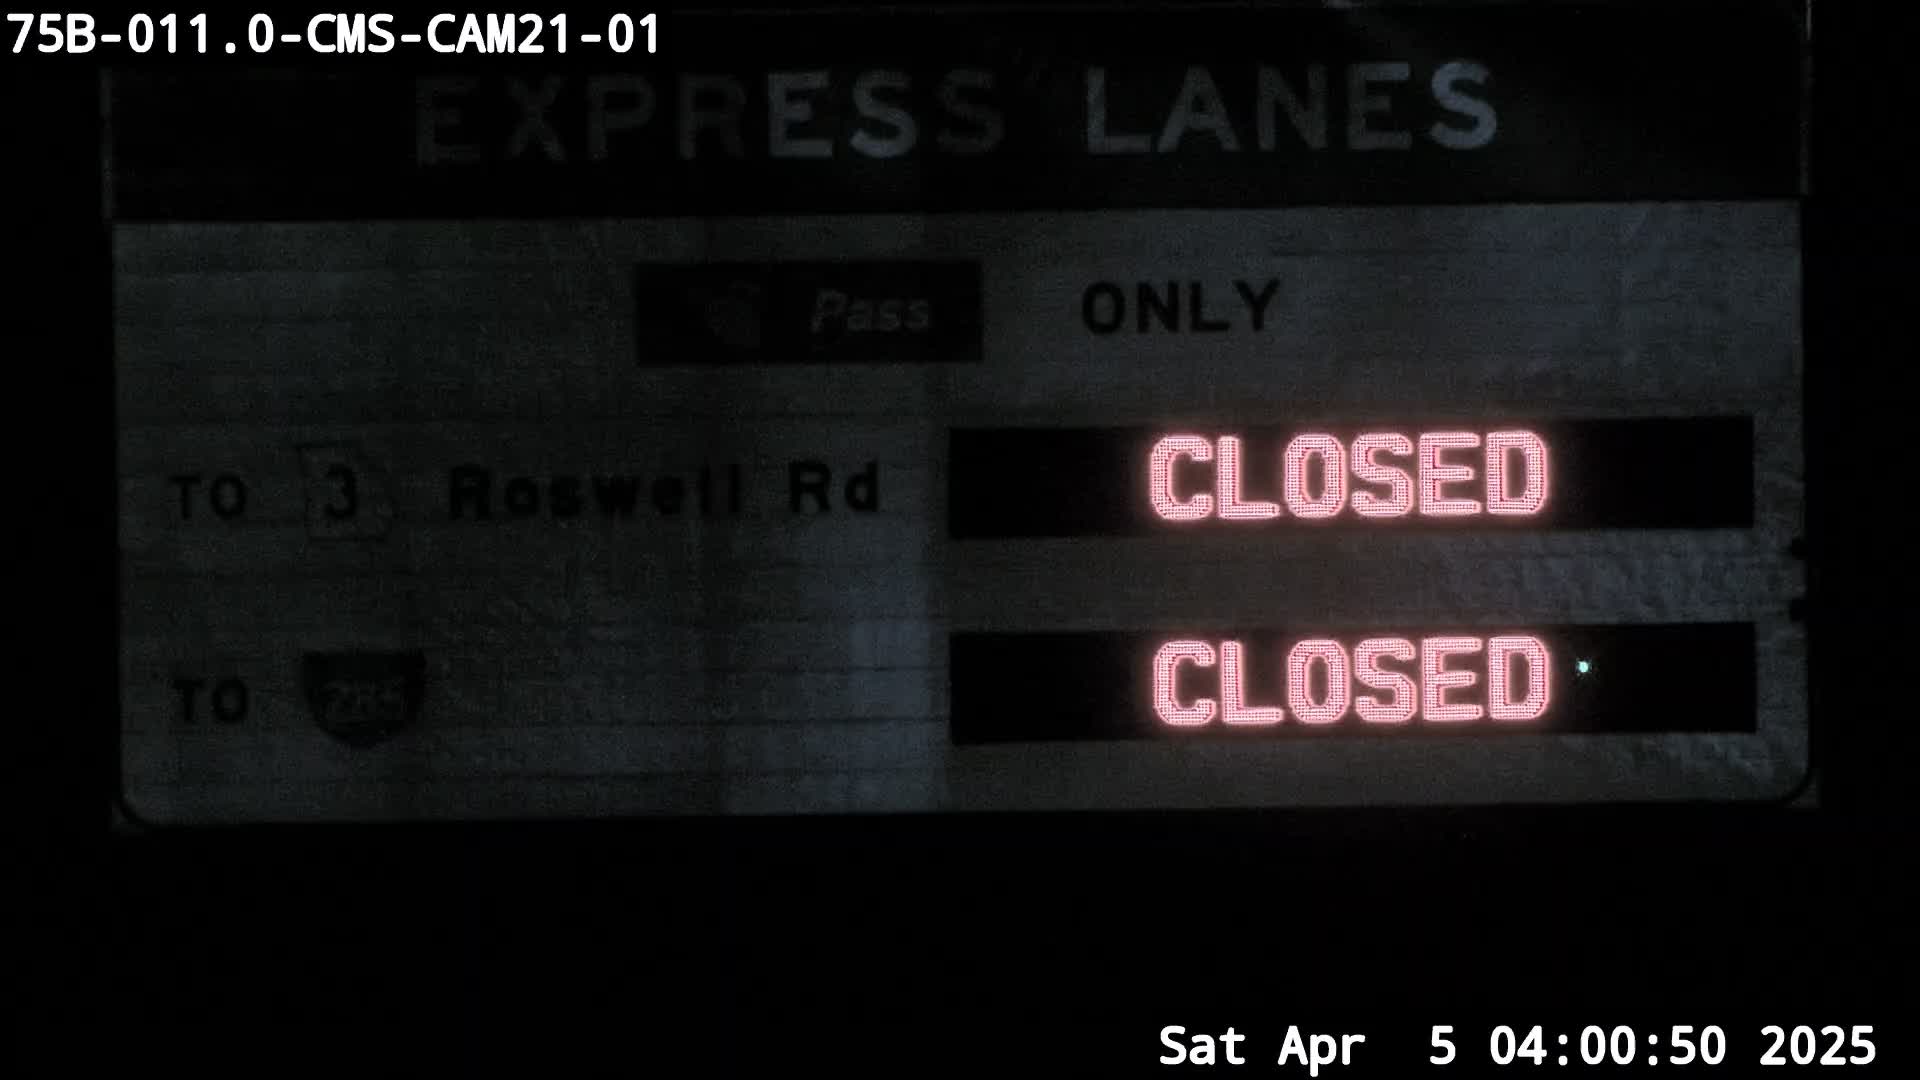 75B-011.0-CMS-CAM21-01
EXPRESS LANES
Pass ONLY
TO 3 Roswell Rd CLOSED
TO 285 CLOSED
Sat Apr 5 04:00:50 2025